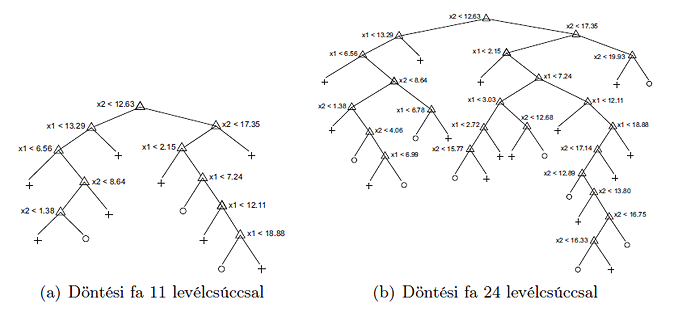 x2 < 12.63
x1 < 13.29
x2 < 17.35
x1 < 6.56
x1 < 2.15
x2 < 8.64
x1 < 7.24
x2 < 1.38
x1 < 12.11
x1 < 18.88
(a) Döntési fa 11 levélcsúccsal
x2 < 12.63
x1 < 13.29
x2 < 17.35
x1 < 6.56
x1 < 2.15
x2 < 19.93
x2 < 8.64
x1 < 7.24
x2 < 1.38
x1 < 6.78
x1 < 3.03
x1 < 12.11
x2 < 4.06
x1 < 2.72
x2 < 12.68
x1 < 18.88
x1 < 6.99
x2 < 15.77
x2 < 17.14
x2 < 12.89
x2 < 13.80
x2 < 16.75
x2 < 16.33
(b) Döntési fa 24 levélcsúccsal